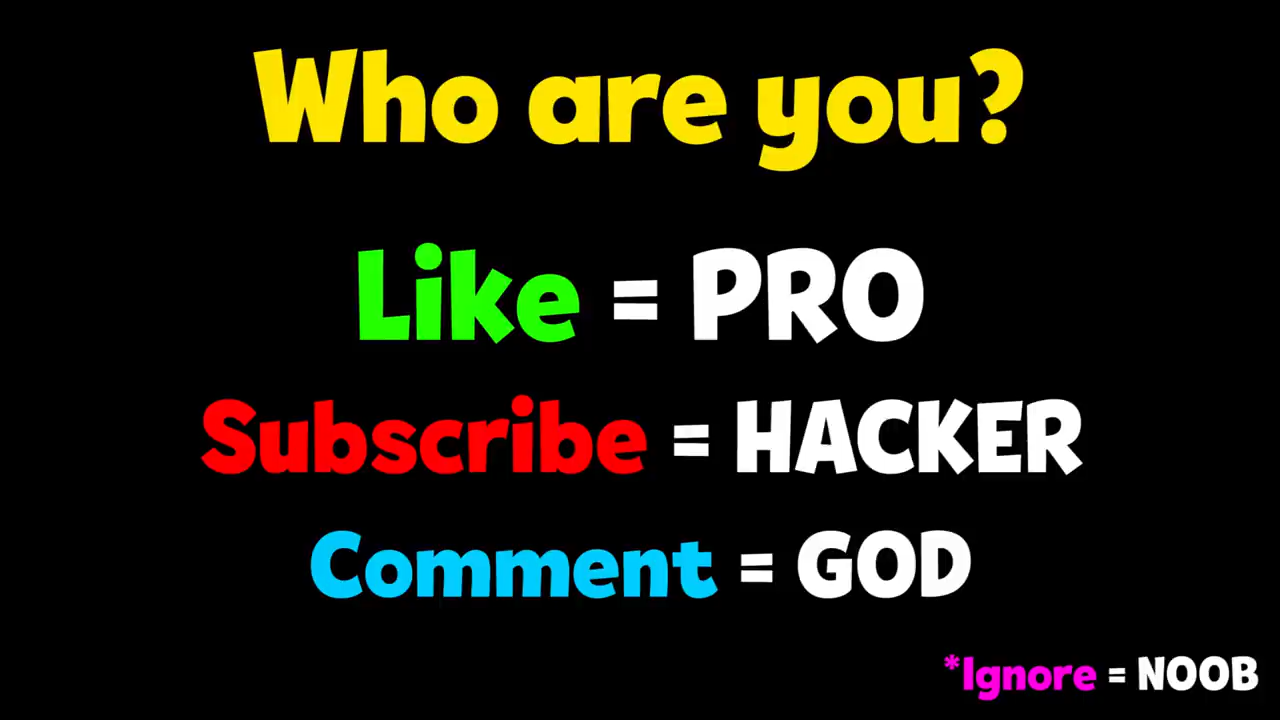 Who are you?
Like = PRO
Subscribe = HACKER
Comment = GOD
*Ignore = NOOB